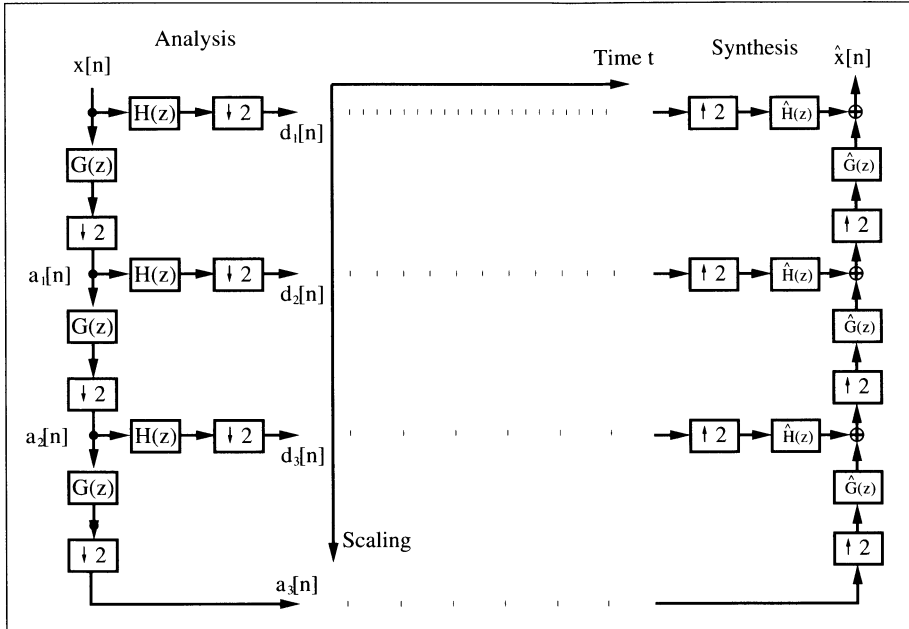 Analysis
Time t
Synthesis
x[n]
x̂[n]
H(z)
↓ 2
d₁[n]
↑ 2
Ĥ(z)
G(z)
Ĝ(z)
↓ 2
↑ 2
a₁[n]
H(z)
↓ 2
d₂[n]
↑ 2
Ĥ(z)
G(z)
Ĝ(z)
↓ 2
↑ 2
a₂[n]
H(z)
↓ 2
d₃[n]
↑ 2
Ĥ(z)
G(z)
Ĝ(z)
↓ 2
Scaling
↑ 2
a₃[n]